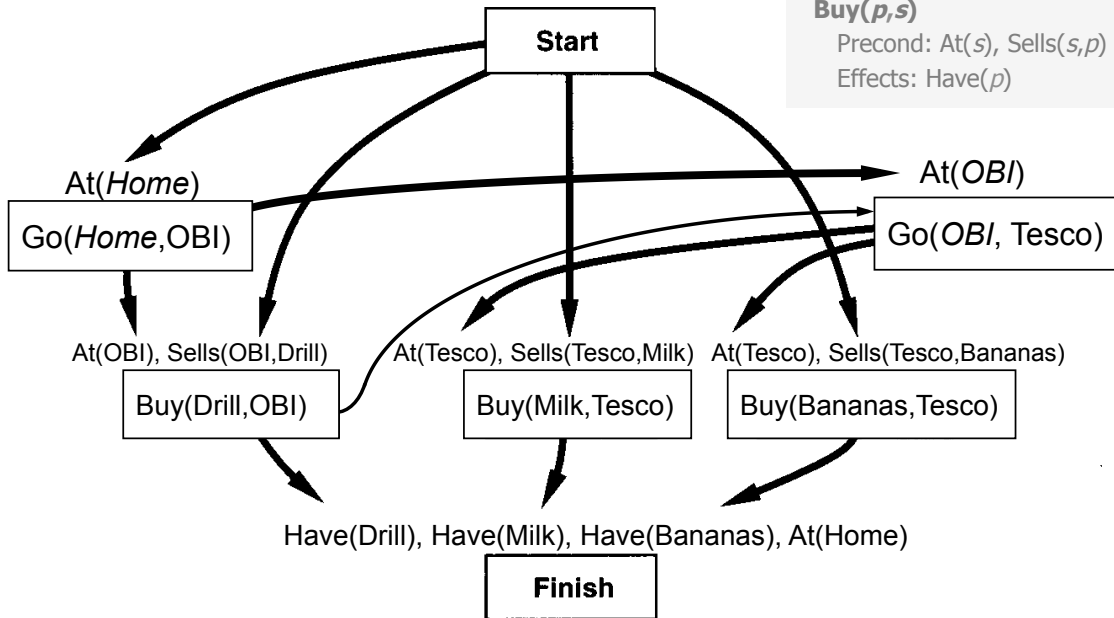 Buy(p,s)
Precond: At(s), Sells(s,p)
Effects: Have(p)
Start
At(Home)
At(OBI)
Go(Home,OBI)
Go(OBI, Tesco)
At(OBI), Sells(OBI,Drill)
At(Tesco), Sells(Tesco,Milk)
At(Tesco), Sells(Tesco,Bananas)
Buy(Drill,OBI)
Buy(Milk,Tesco)
Buy(Bananas,Tesco)
Have(Drill), Have(Milk), Have(Bananas), At(Home)
Finish